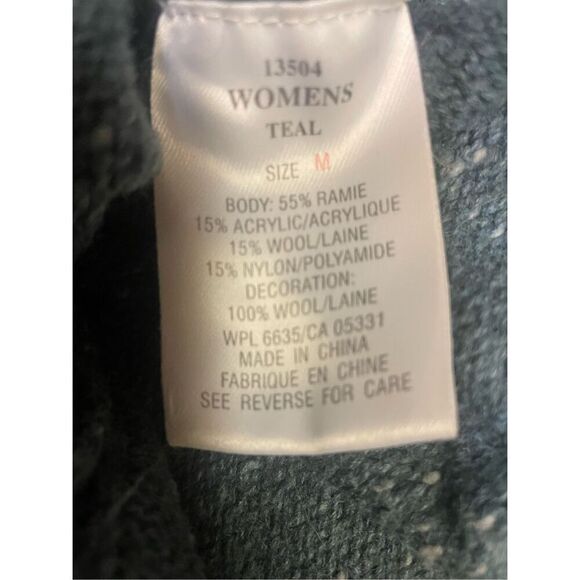 13504
WOMENS
TEAL
SIZE M
BODY: 55% RAMIE
15% ACRYLIC/ACRYLIQUE
15% WOOL/LAINE
15% NYLON/POLYAMIDE
DECORATION:
100% WOOL/LAINE
WPL 6635/CA 05331
MADE IN CHINA
FABRIQUE EN CHINE
SEE REVERSE FOR CARE